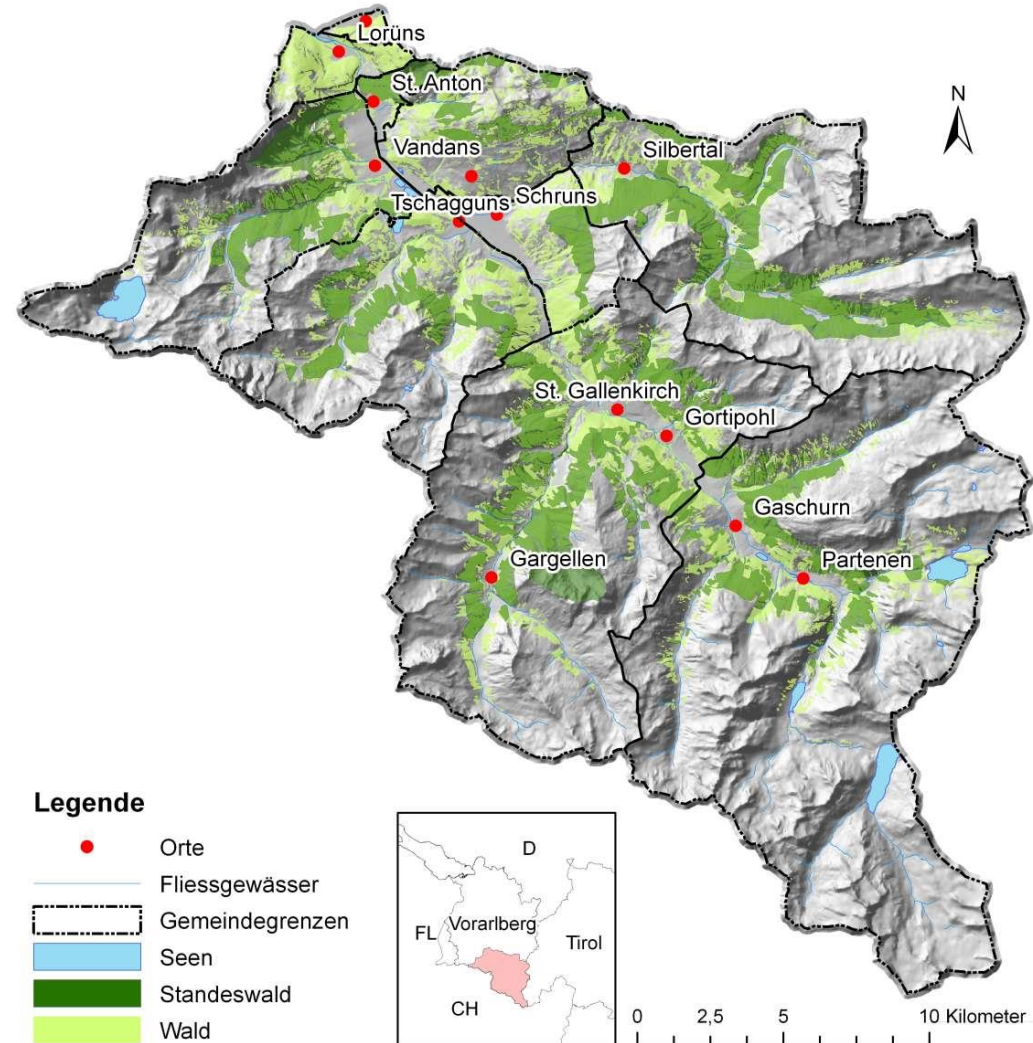 Lorüns
St. Anton
N
Vandans
Silbertal
Tschagguns
Schruns
St. Gallenkirch
Gortipohl
Gaschurn
Gargellen
Partenen
Legende
Orte
Fliessgewässer
Gemeindegrenzen
Seen
Standeswald
Wald
D
FL
Vorarlberg
Tirol
CH
0 2,5 5 10 Kilometer